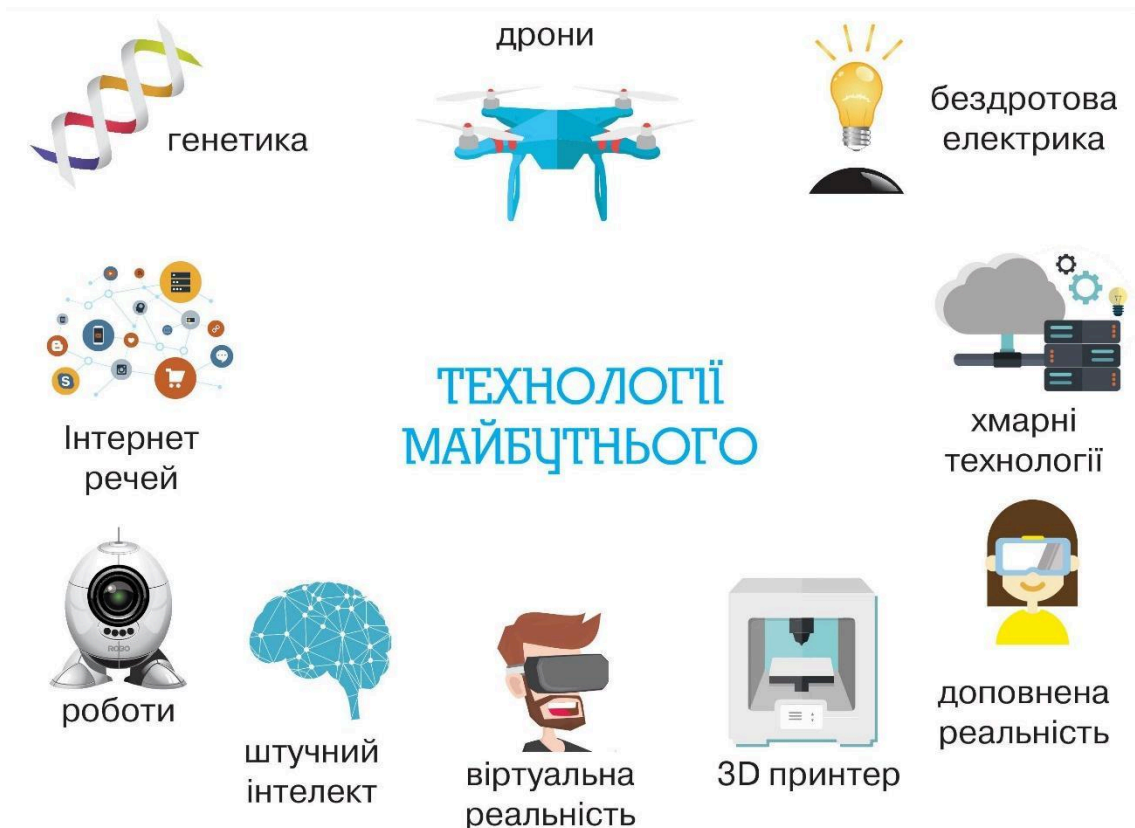 дрони
генетика
бездротова
електрика
ТЕХНОЛОГІЇ
МАЙБУТНЬОГО
Інтернет
речей
хмарні
технології
ROBO
роботи
штучний
інтелект
віртуальна
реальність
3D принтер
доповнена
реальність